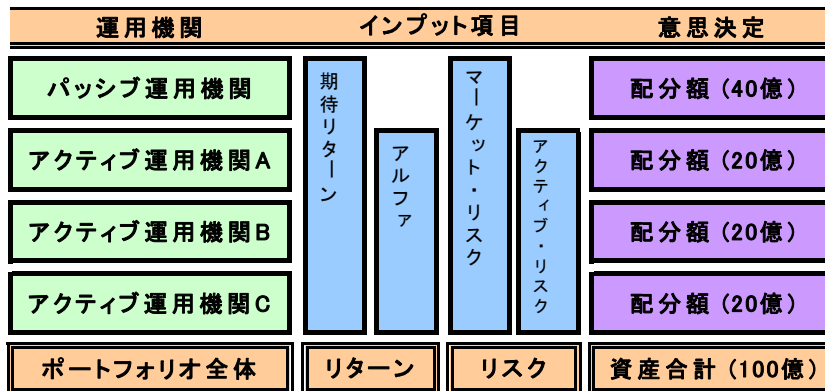 運用機関
インプット項目
意思決定
パッシブ運用機関
期待リターン
マーケット・リスク
配分額（40億）
アクティブ運用機関A
アルファ
アクティブ・リスク
配分額（20億）
アクティブ運用機関B
配分額（20億）
アクティブ運用機関C
配分額（20億）
ポートフォリオ全体
リターン
リスク
資産合計（100億）